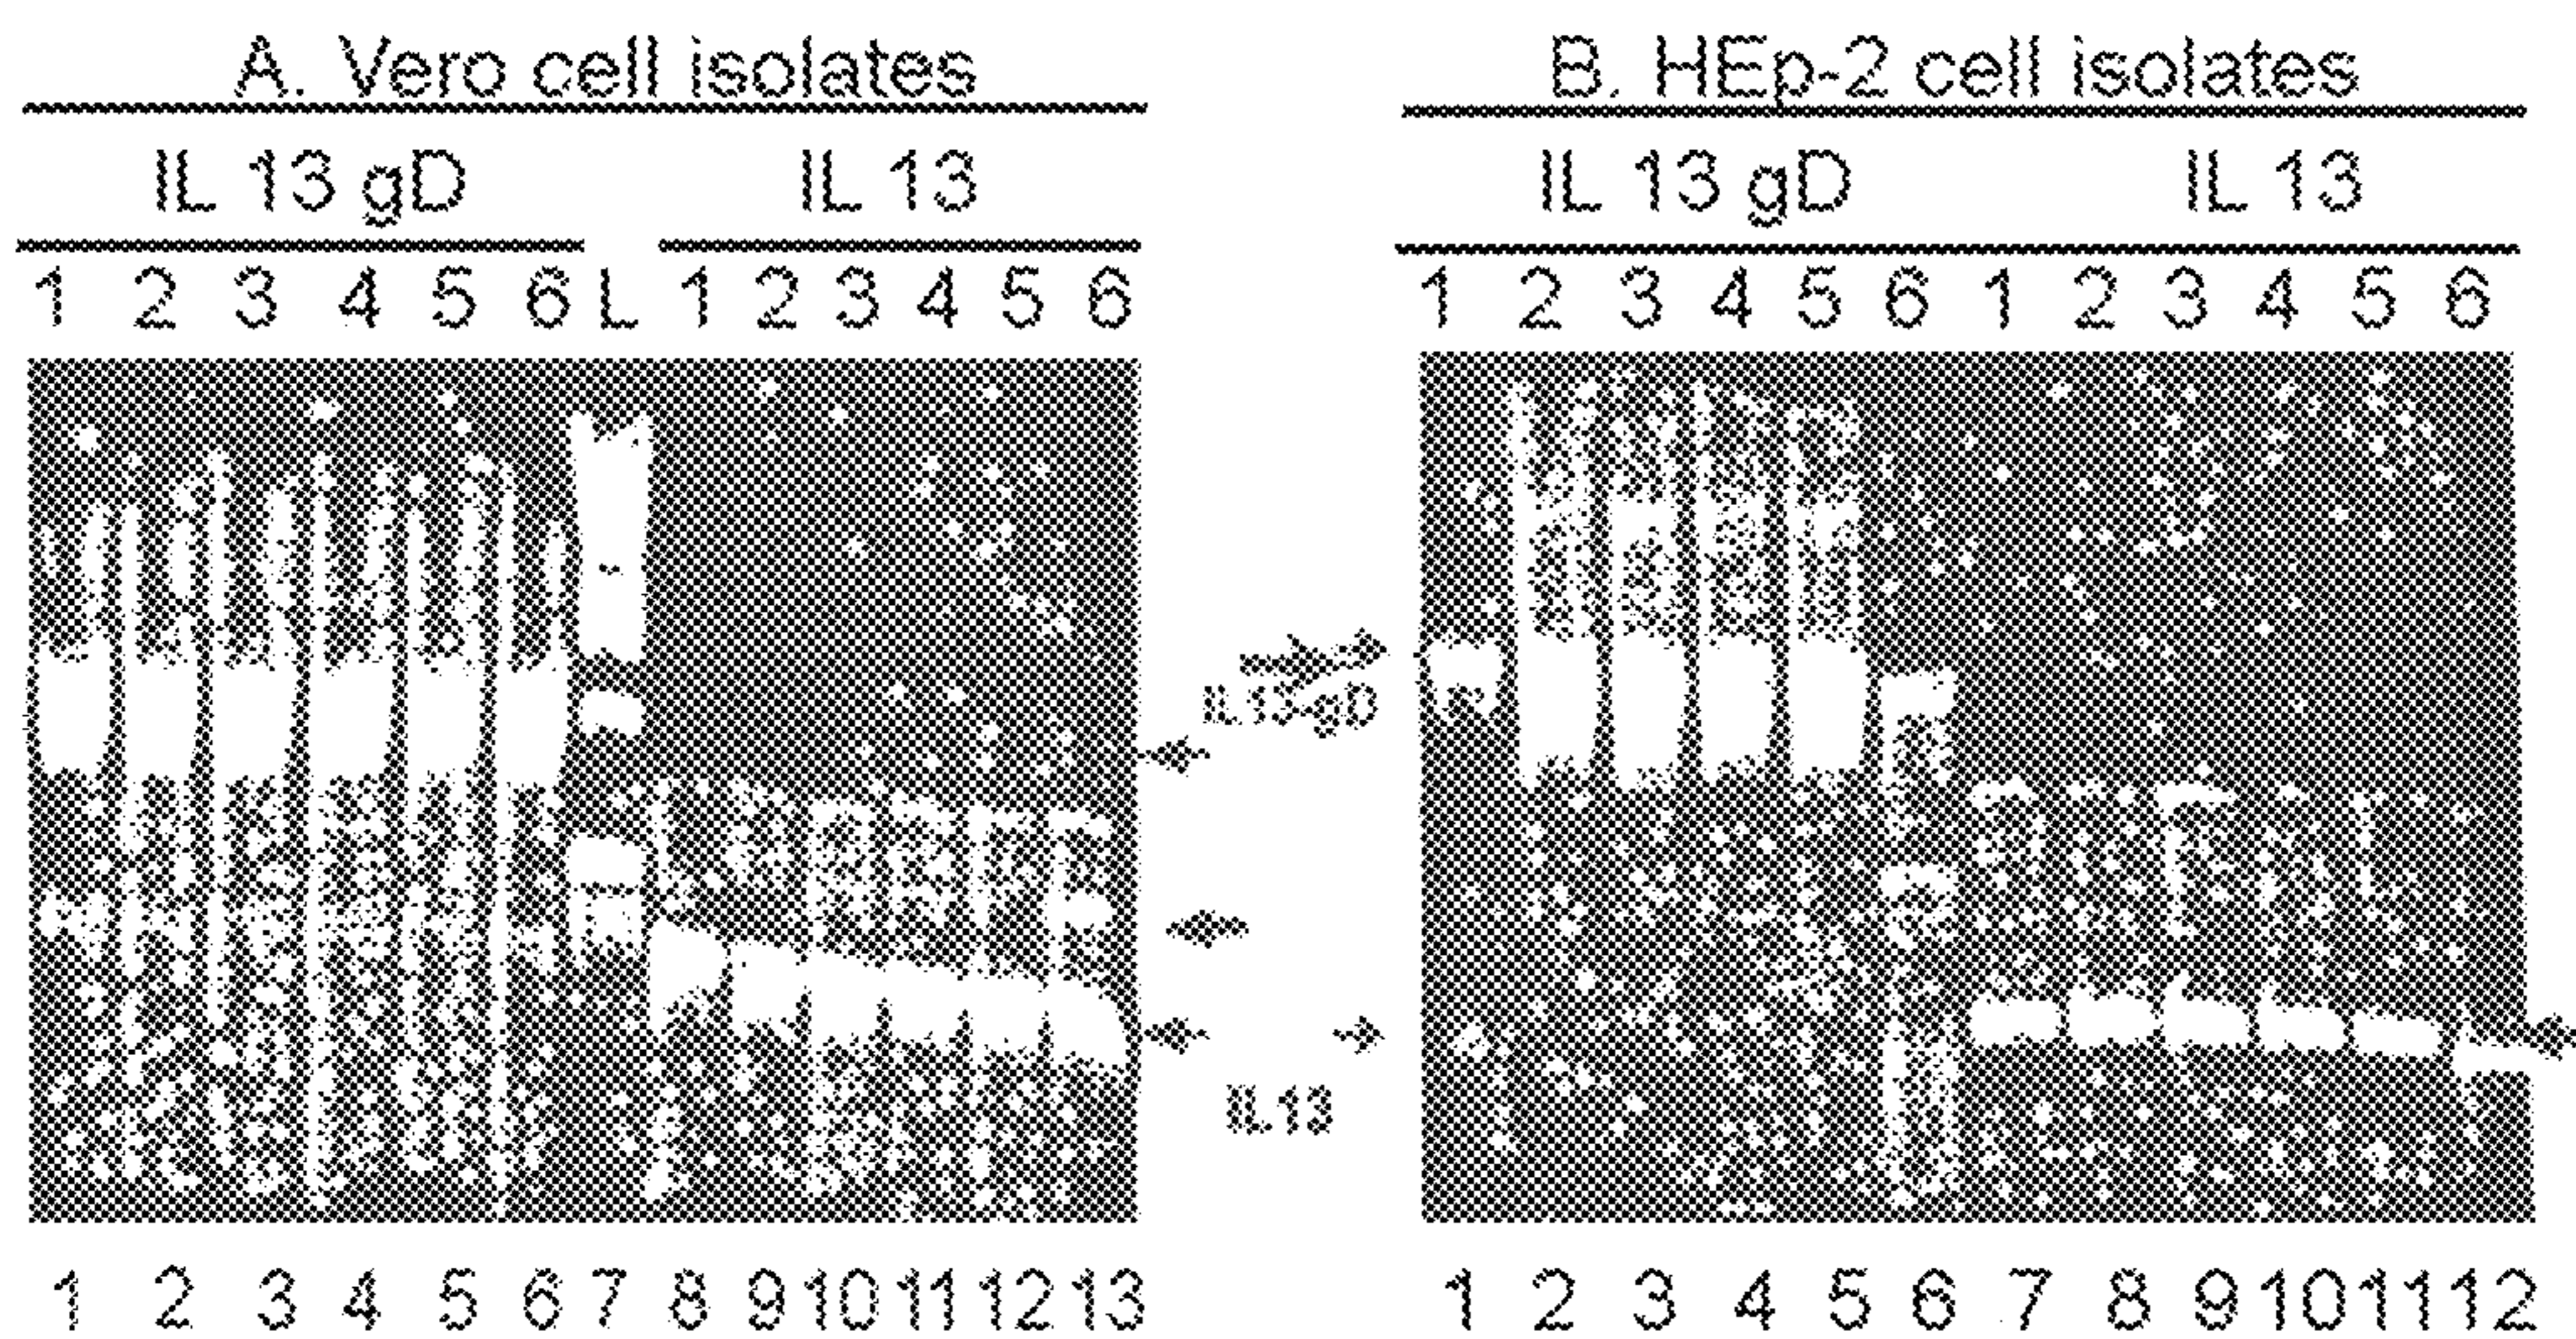 A. Vero cell isolates
B. HEp-2 cell isolates
IL 13 gD
IL 13
IL 13 gD
IL 13
1 2 3 4 5 6 L 1 2 3 4 5 6
1 2 3 4 5 6 1 2 3 4 5 6
IL13-gD
IL13
1 2 3 4 5 6 7 8 9 10 11 12 13
1 2 3 4 5 6 7 8 9 10 11 12